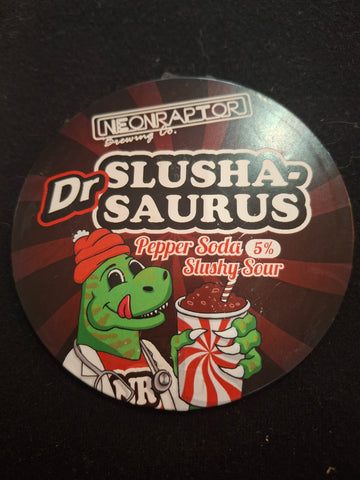 NEONRAPTOR
Brewing Co.
Dr SLUSHA-
SAURUS
Pepper Soda 5%
Slushy Sour
NR